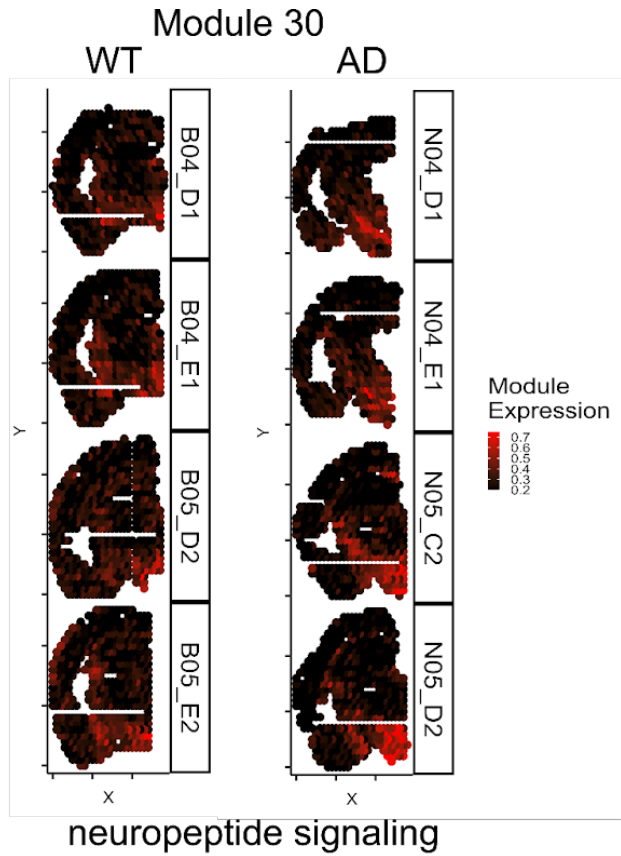 Module 30
WT
AD
B04_D1
B04_E1
B05_D2
B05_E2
Y
X
N04_D1
N04_E1
N05_C2
N05_D2
Y
X
Module
Expression
0.7
0.6
0.5
0.4
0.3
0.2
neuropeptide signaling